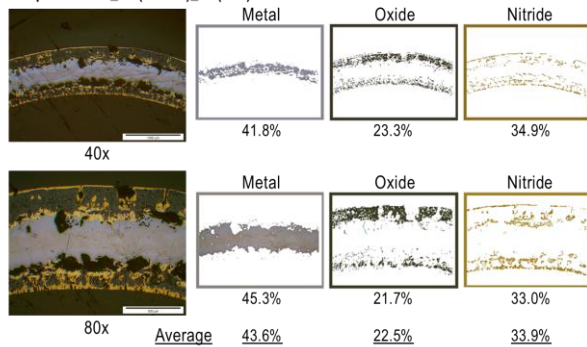 Metal Oxide Nitride
41.8% 23.3% 34.9%
40x
Metal Oxide Nitride
45.3% 21.7% 33.0%
80x
Average 43.6% 22.5% 33.9%